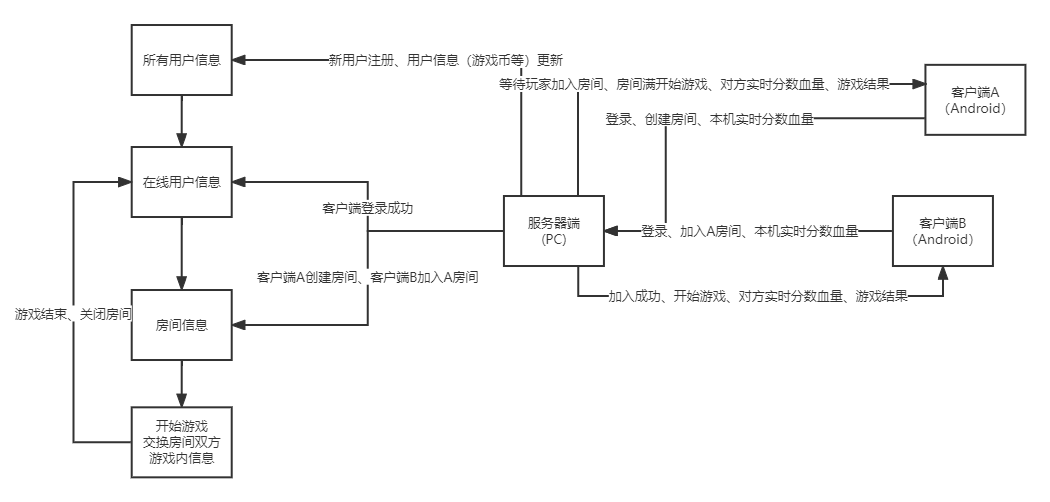 所有用户信息
新用户注册、用户信息（游戏币等）更新
等待玩家加入房间、房间满开始游戏、对方实时分数血量、游戏结果
客户端A
（Android）
登录、创建房间、本机实时分数血量
在线用户信息
客户端登录成功
服务器端
(PC)
登录、加入A房间、本机实时分数血量
客户端B
（Android）
客户端A创建房间、客户端B加入A房间
加入成功、开始游戏、对方实时分数血量、游戏结果
游戏结束、关闭房间
房间信息
开始游戏
交换房间双方
游戏内信息